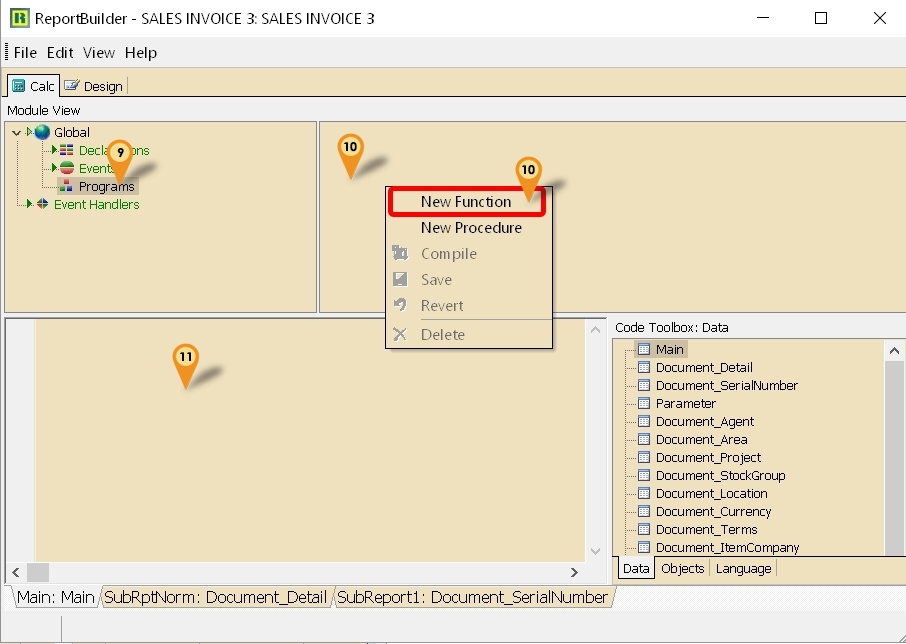 ReportBuilder - SALES INVOICE 3: SALES INVOICE 3
File Edit View Help
Calc Design
Module View
Global
Declarations
Events
Programs
Event Handlers
9
10
10
New Function
New Procedure
Compile
Save
Revert
Delete
11
Code Toolbox: Data
Main
Document_Detail
Document_SerialNumber
Parameter
Document_Agent
Document_Area
Document_Project
Document_StockGroup
Document_Location
Document_Currency
Document_Terms
Document_ItemCompany
Data Objects Language
Main: Main SubRptNorm: Document_Detail SubReport1: Document_SerialNumber